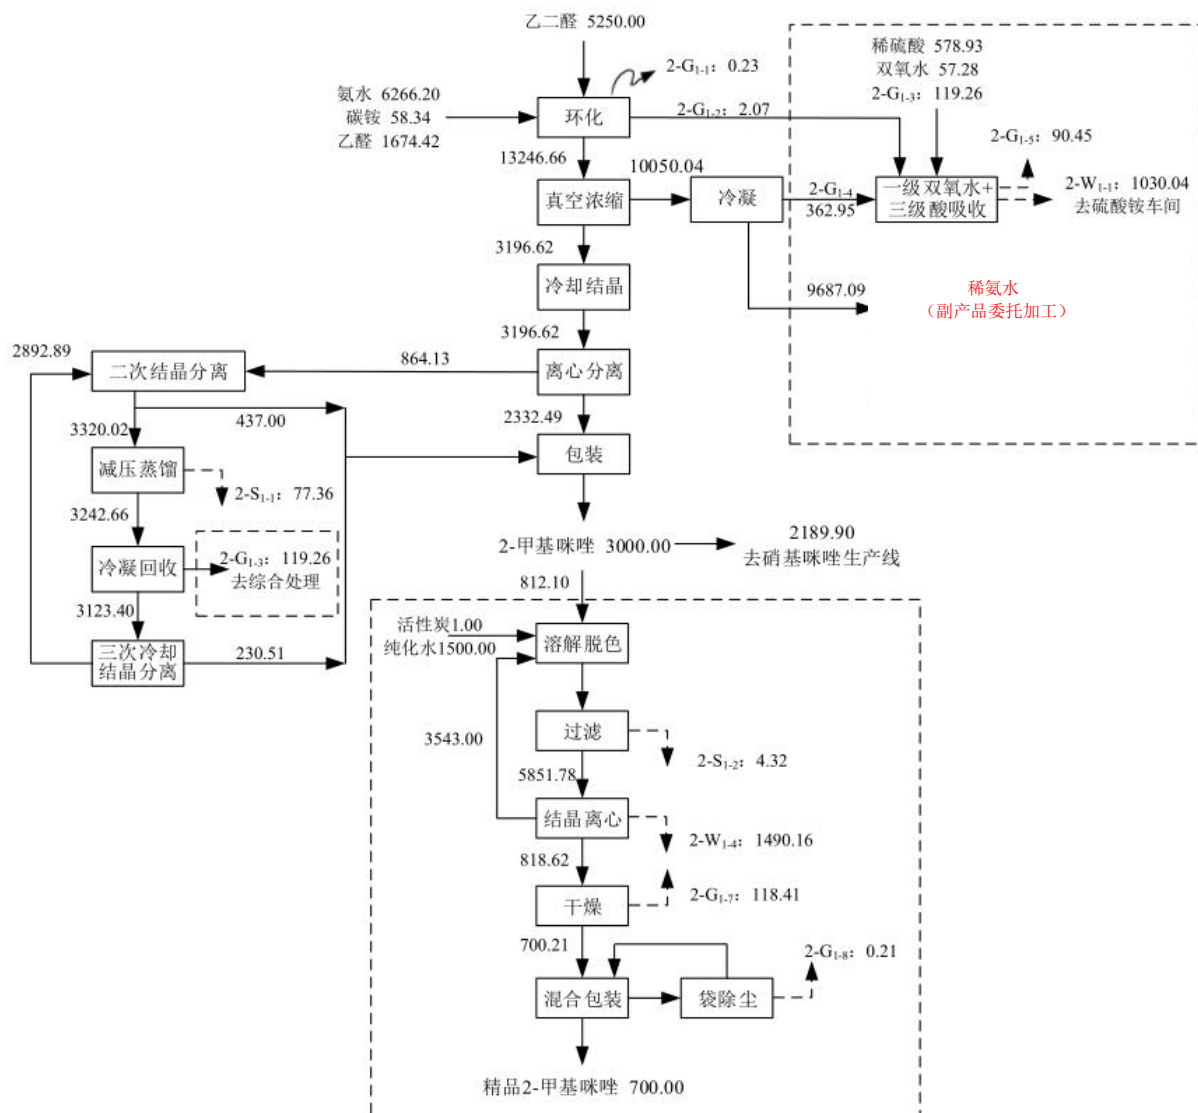 乙二醛 5250.00
2-G1-1：0.23
氨水 6266.20
碳铵 58.34
乙醛 1674.42
环化
2-G1-2：2.07
稀硫酸 578.93
双氧水 57.28
2-G1-3：119.26
2-G1-5：90.45
13246.66
10050.04
真空浓缩
冷凝
2-G1-4
362.95
一级双氧水+
三级酸吸收
2-W1-1：1030.04
去硫酸铵车间
3196.62
冷却结晶
9687.09
稀氨水
（副产品委托加工）
3196.62
2892.89
二次结晶分离
864.13
离心分离
437.00
2332.49
3320.02
减压蒸馏
包装
2-S1-1：77.36
3242.66
2-甲基咪唑 3000.00
2189.90
去硝基咪唑生产线
冷凝回收
2-G1-3：119.26
去综合处理
812.10
3123.40
三次冷却
结晶分离
230.51
活性炭1.00
纯化水1500.00
溶解脱色
3543.00
过滤
2-S1-2：4.32
5851.78
结晶离心
2-W1-4：1490.16
818.62
干燥
2-G1-7：118.41
700.21
2-G1-8：0.21
混合包装
袋除尘
精品2-甲基咪唑 700.00